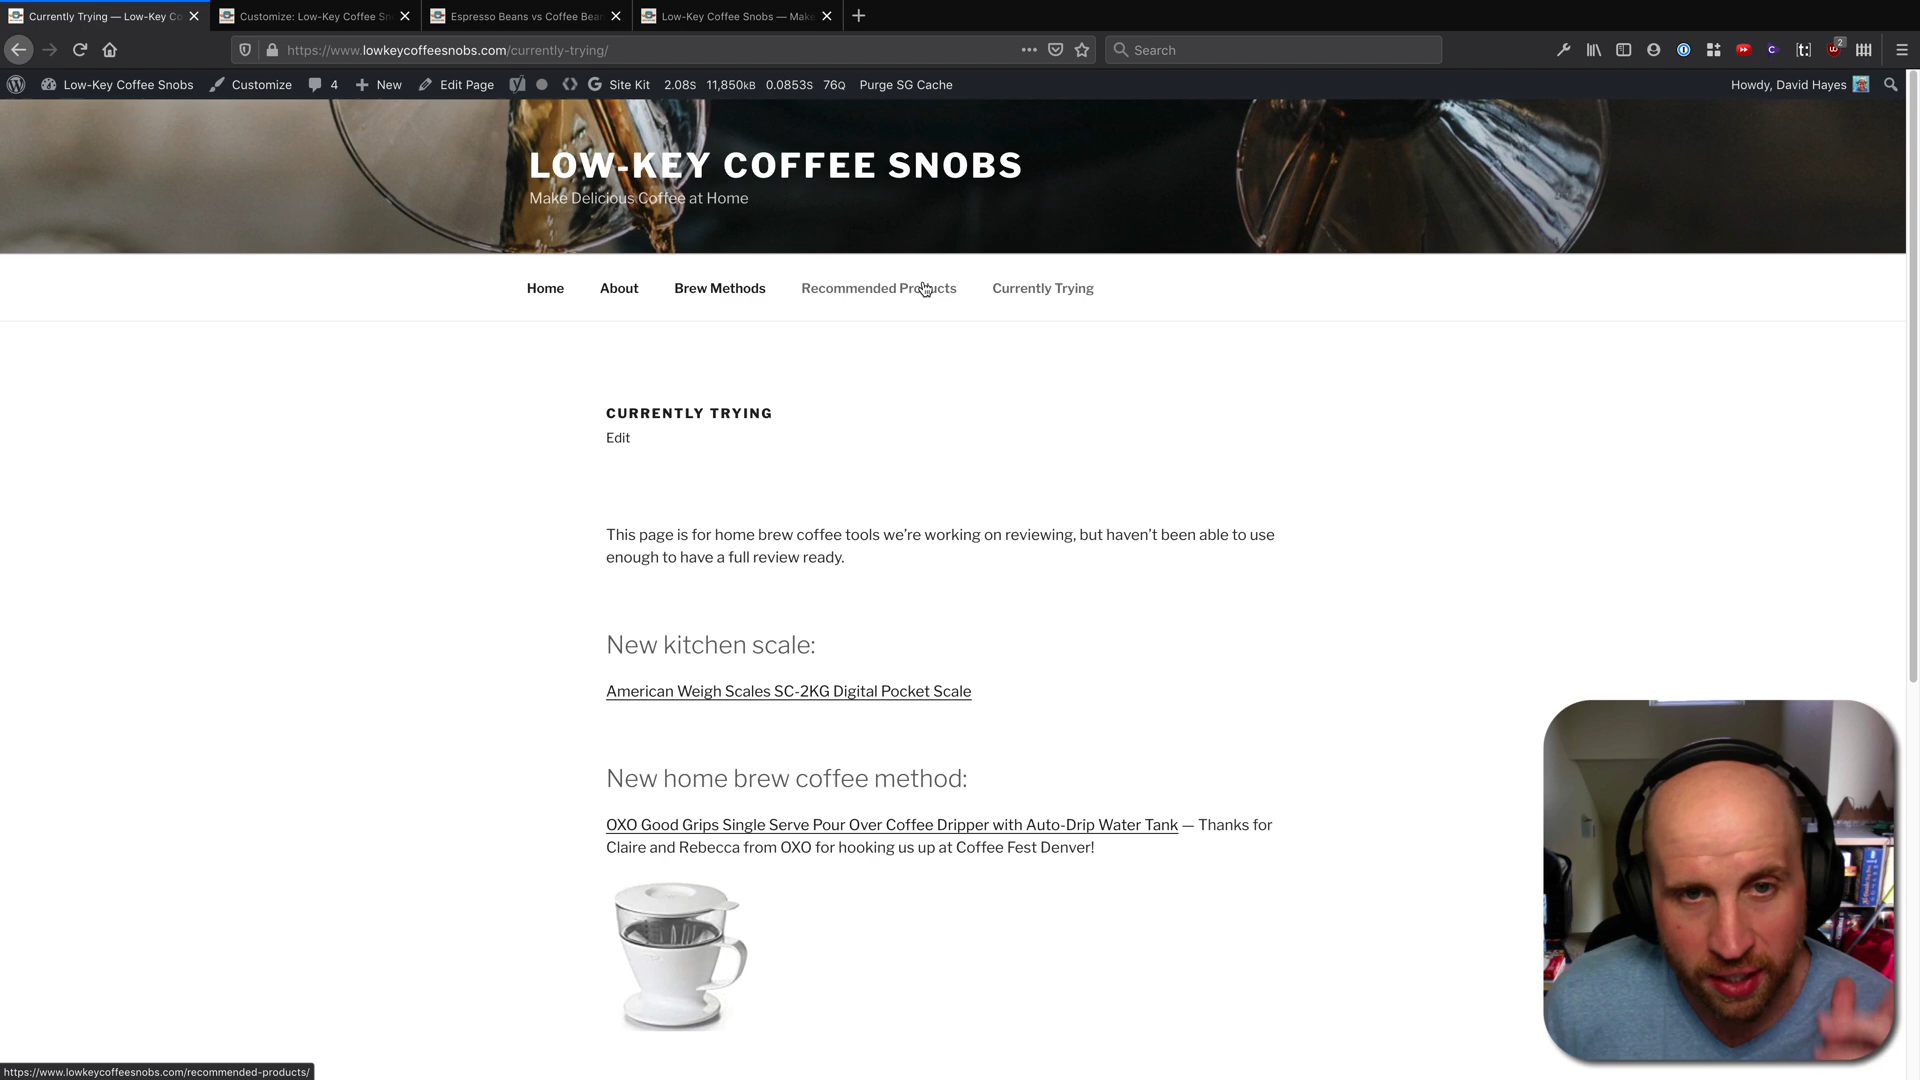 Currently Trying — Low-Key Co
Customize: Low-Key Coffee Sn
Espresso Beans vs Coffee Bea
Low-Key Coffee Snobs — Make
https://www.lowkeycoffeesnobs.com/currently-trying/
Search
2
Low-Key Coffee Snobs
Customize
4
New
Edit Page
Site Kit
2.08S 11,850KB 0.0853S 76Q
Purge SG Cache
Howdy, David Hayes
LOW-KEY COFFEE SNOBS
Make Delicious Coffee at Home
Home
About
Brew Methods
Recommended Products
Currently Trying
CURRENTLY TRYING
Edit
This page is for home brew coffee tools we’re working on reviewing, but haven’t been able to use
enough to have a full review ready.
New kitchen scale:
American Weigh Scales SC-2KG Digital Pocket Scale
New home brew coffee method:
OXO Good Grips Single Serve Pour Over Coffee Dripper with Auto-Drip Water Tank — Thanks for
Claire and Rebecca from OXO for hooking us up at Coffee Fest Denver!
https://www.lowkeycoffeesnobs.com/recommended-products/